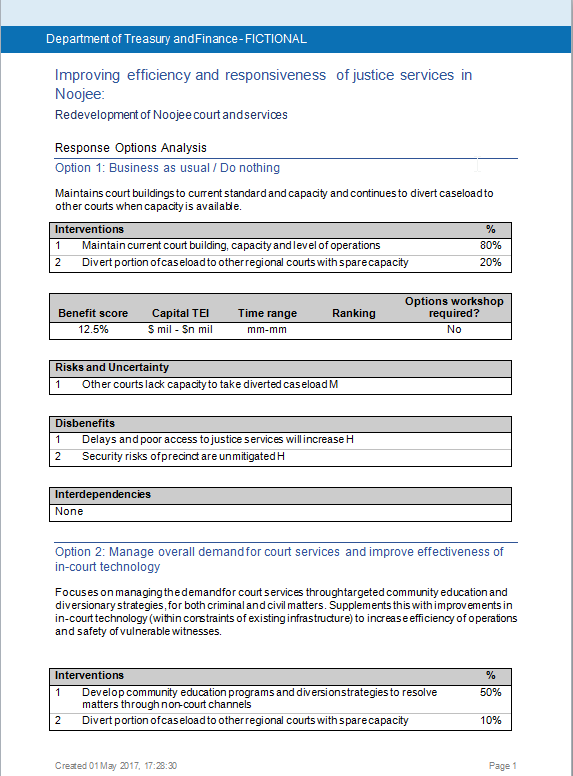 Department of Treasury and Finance - FICTIONAL
Improving efficiency and responsiveness of justice services in
Noojee:
Redevelopment of Noojee court and services
Response Options Analysis
Option 1: Business as usual / Do nothing
Maintains court buildings to current standard and capacity and continues to divert caseload to
other courts when capacity is available.
Interventions %
1 Maintain current court building, capacity and level of operations 80%
2 Divert portion of caseload to other regional courts with spare capacity 20%
Options workshop
Benefit score Capital TEI Time range Ranking required?
12.5% $ mil - $n mil mm-mm No
Risks and Uncertainty
1 Other courts lack capacity to take diverted caseload M
Disbenefits
1 Delays and poor access to justice services will increase H
2 Security risks of precinct are unmitigated H
Interdependencies
None
Option 2: Manage overall demand for court services and improve effectiveness of
in-court technology
Focuses on managing the demand for court services through targeted community education and
diversionary strategies, for both criminal and civil matters. Supplements this with improvements in
in-court technology (within constraints of existing infrastructure) to increase efficiency of operations
and safety of vulnerable witnesses.
Interventions %
1 Develop community education programs and diversion strategies to resolve 50%
matters through non-court channels
2 Divert portion of caseload to other regional courts with spare capacity 10%
Created 01 May 2017, 17:28:30 Page 1